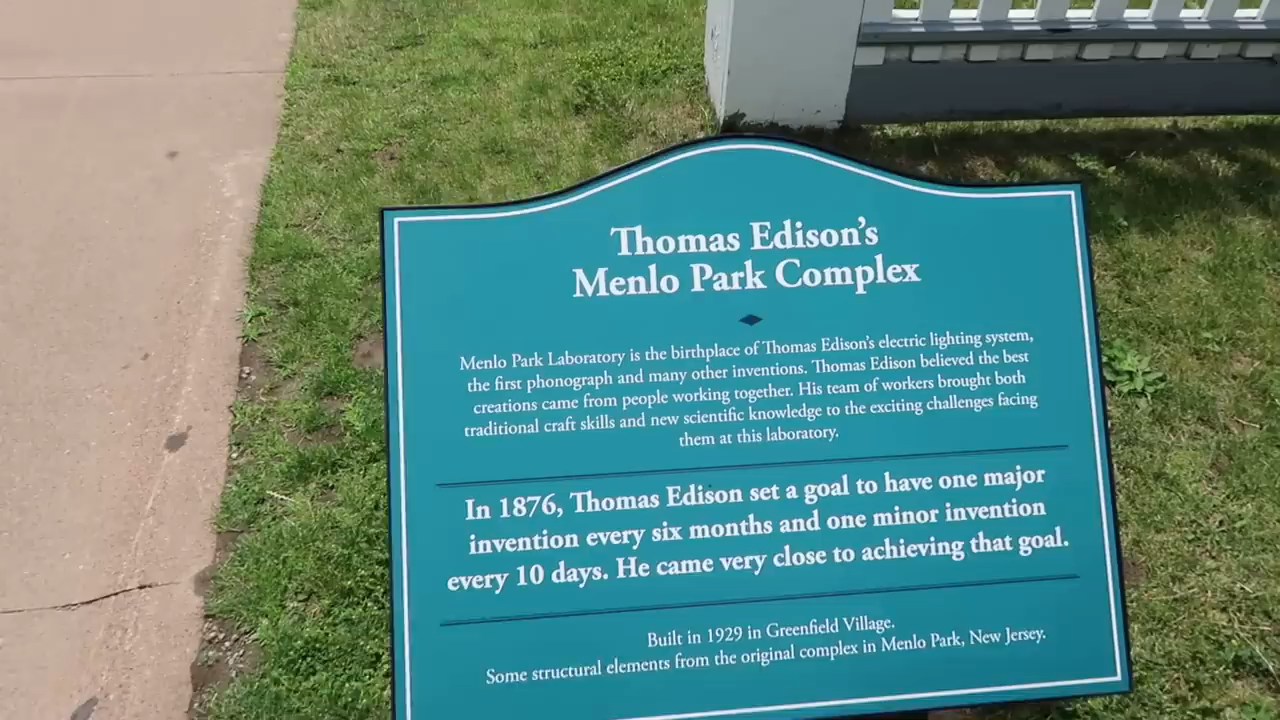 Thomas Edison's
Menlo Park Complex
Menlo Park Laboratory is the birthplace of Thomas Edison's electric lighting system,
the first phonograph and many other inventions. Thomas Edison believed the best
creations came from people working together. His team of workers brought both
traditional craft skills and new scientific knowledge to the exciting challenges facing
them at this laboratory.
In 1876, Thomas Edison set a goal to have one major
invention every six months and one minor invention
every 10 days. He came very close to achieving that goal.
Built in 1929 in Greenfield Village.
Some structural elements from the original complex in Menlo Park, New Jersey.